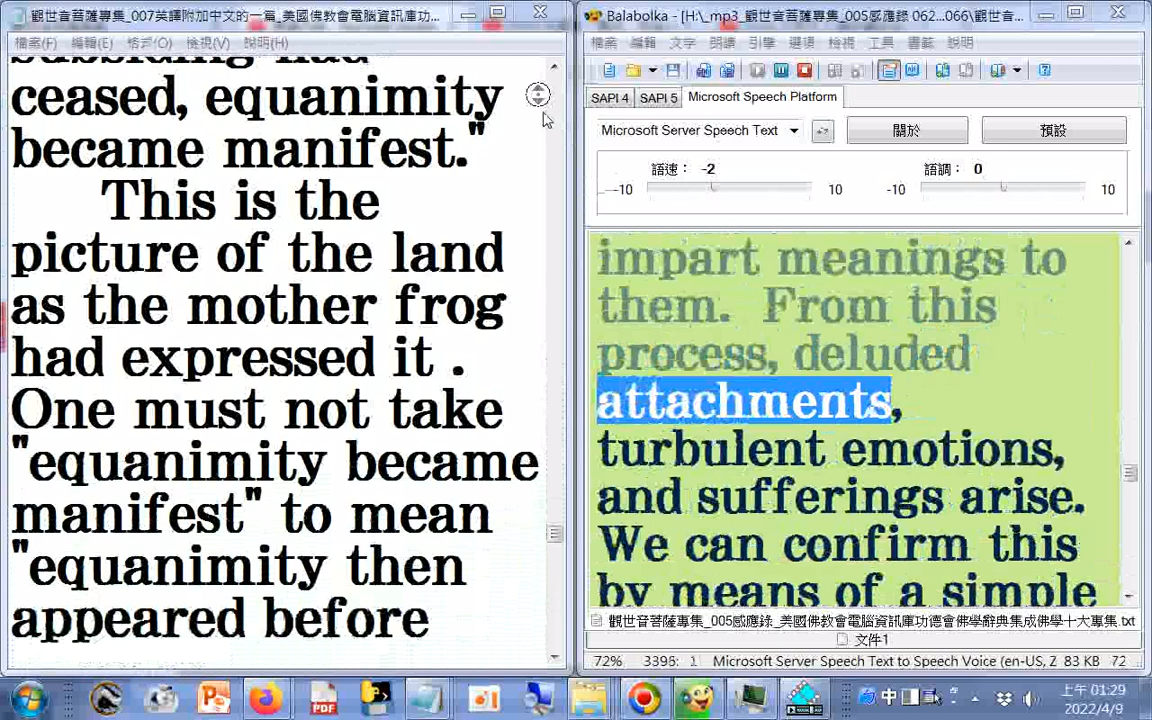 觀世音菩薩專集_007英譯附加中文的一篇_美國佛教會電腦資訊庫功...
檔案(F) 編輯(E) 格式(O) 檢視(V) 說明(H)
subsiding had
ceased, equanimity
became manifest."
This is the
picture of the land
as the mother frog
had expressed it .
One must not take
"equanimity became
manifest" to mean
"equanimity then
appeared before
Balabolka - [H:\_mp3_觀世音菩薩專集_005感應錄 062...066\觀世音...
檔案 編輯 文字 朗讀 引擎 選項 檢視 工具 書籤 說明
SAPI 4 SAPI 5 Microsoft Speech Platform
Microsoft Server Speech Text 關於 預設
語速： -2 語調： 0
-10 10 -10 10
impart meanings to
them. From this
process, deluded
attachments,
turbulent emotions,
and sufferings arise.
We can confirm this
by means of a simple
觀世音菩薩專集_005感應錄_美國佛教會電腦資訊庫功德會佛學辭典集成佛學十大專集.txt
文件1
72% 3396: 1 Microsoft Server Speech Text to Speech Voice (en-US, Z 83 KB 72
中
上午 01:29
2022/4/9